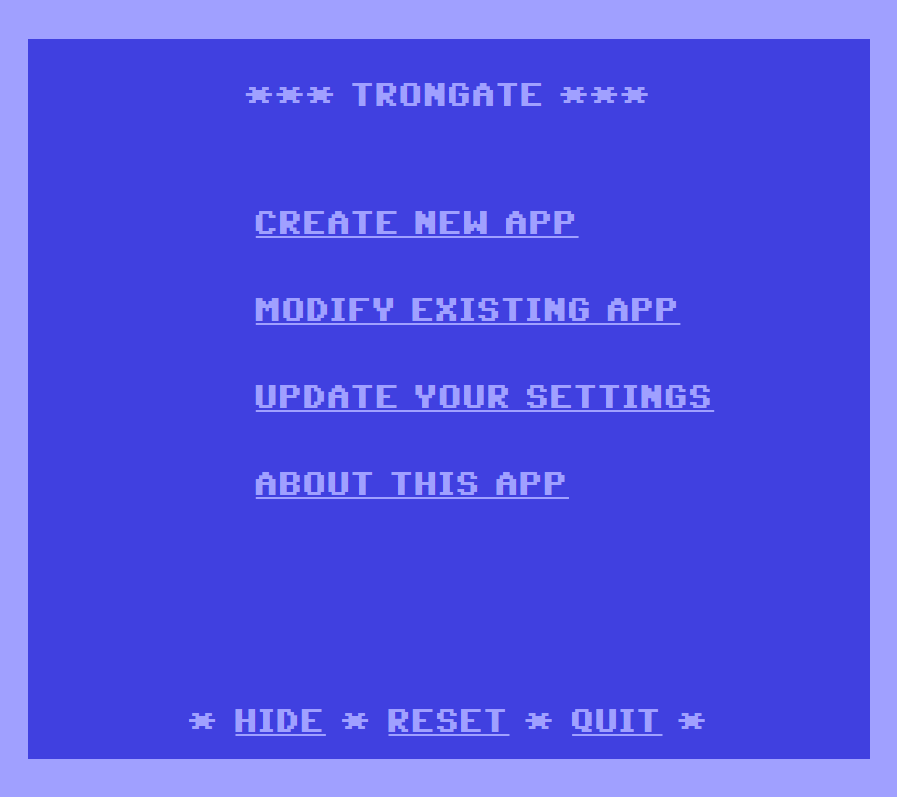 *** TRONGATE ***
CREATE NEW APP
MODIFY EXISTING APP
UPDATE YOUR SETTINGS
ABOUT THIS APP
* HIDE * RESET * QUIT *